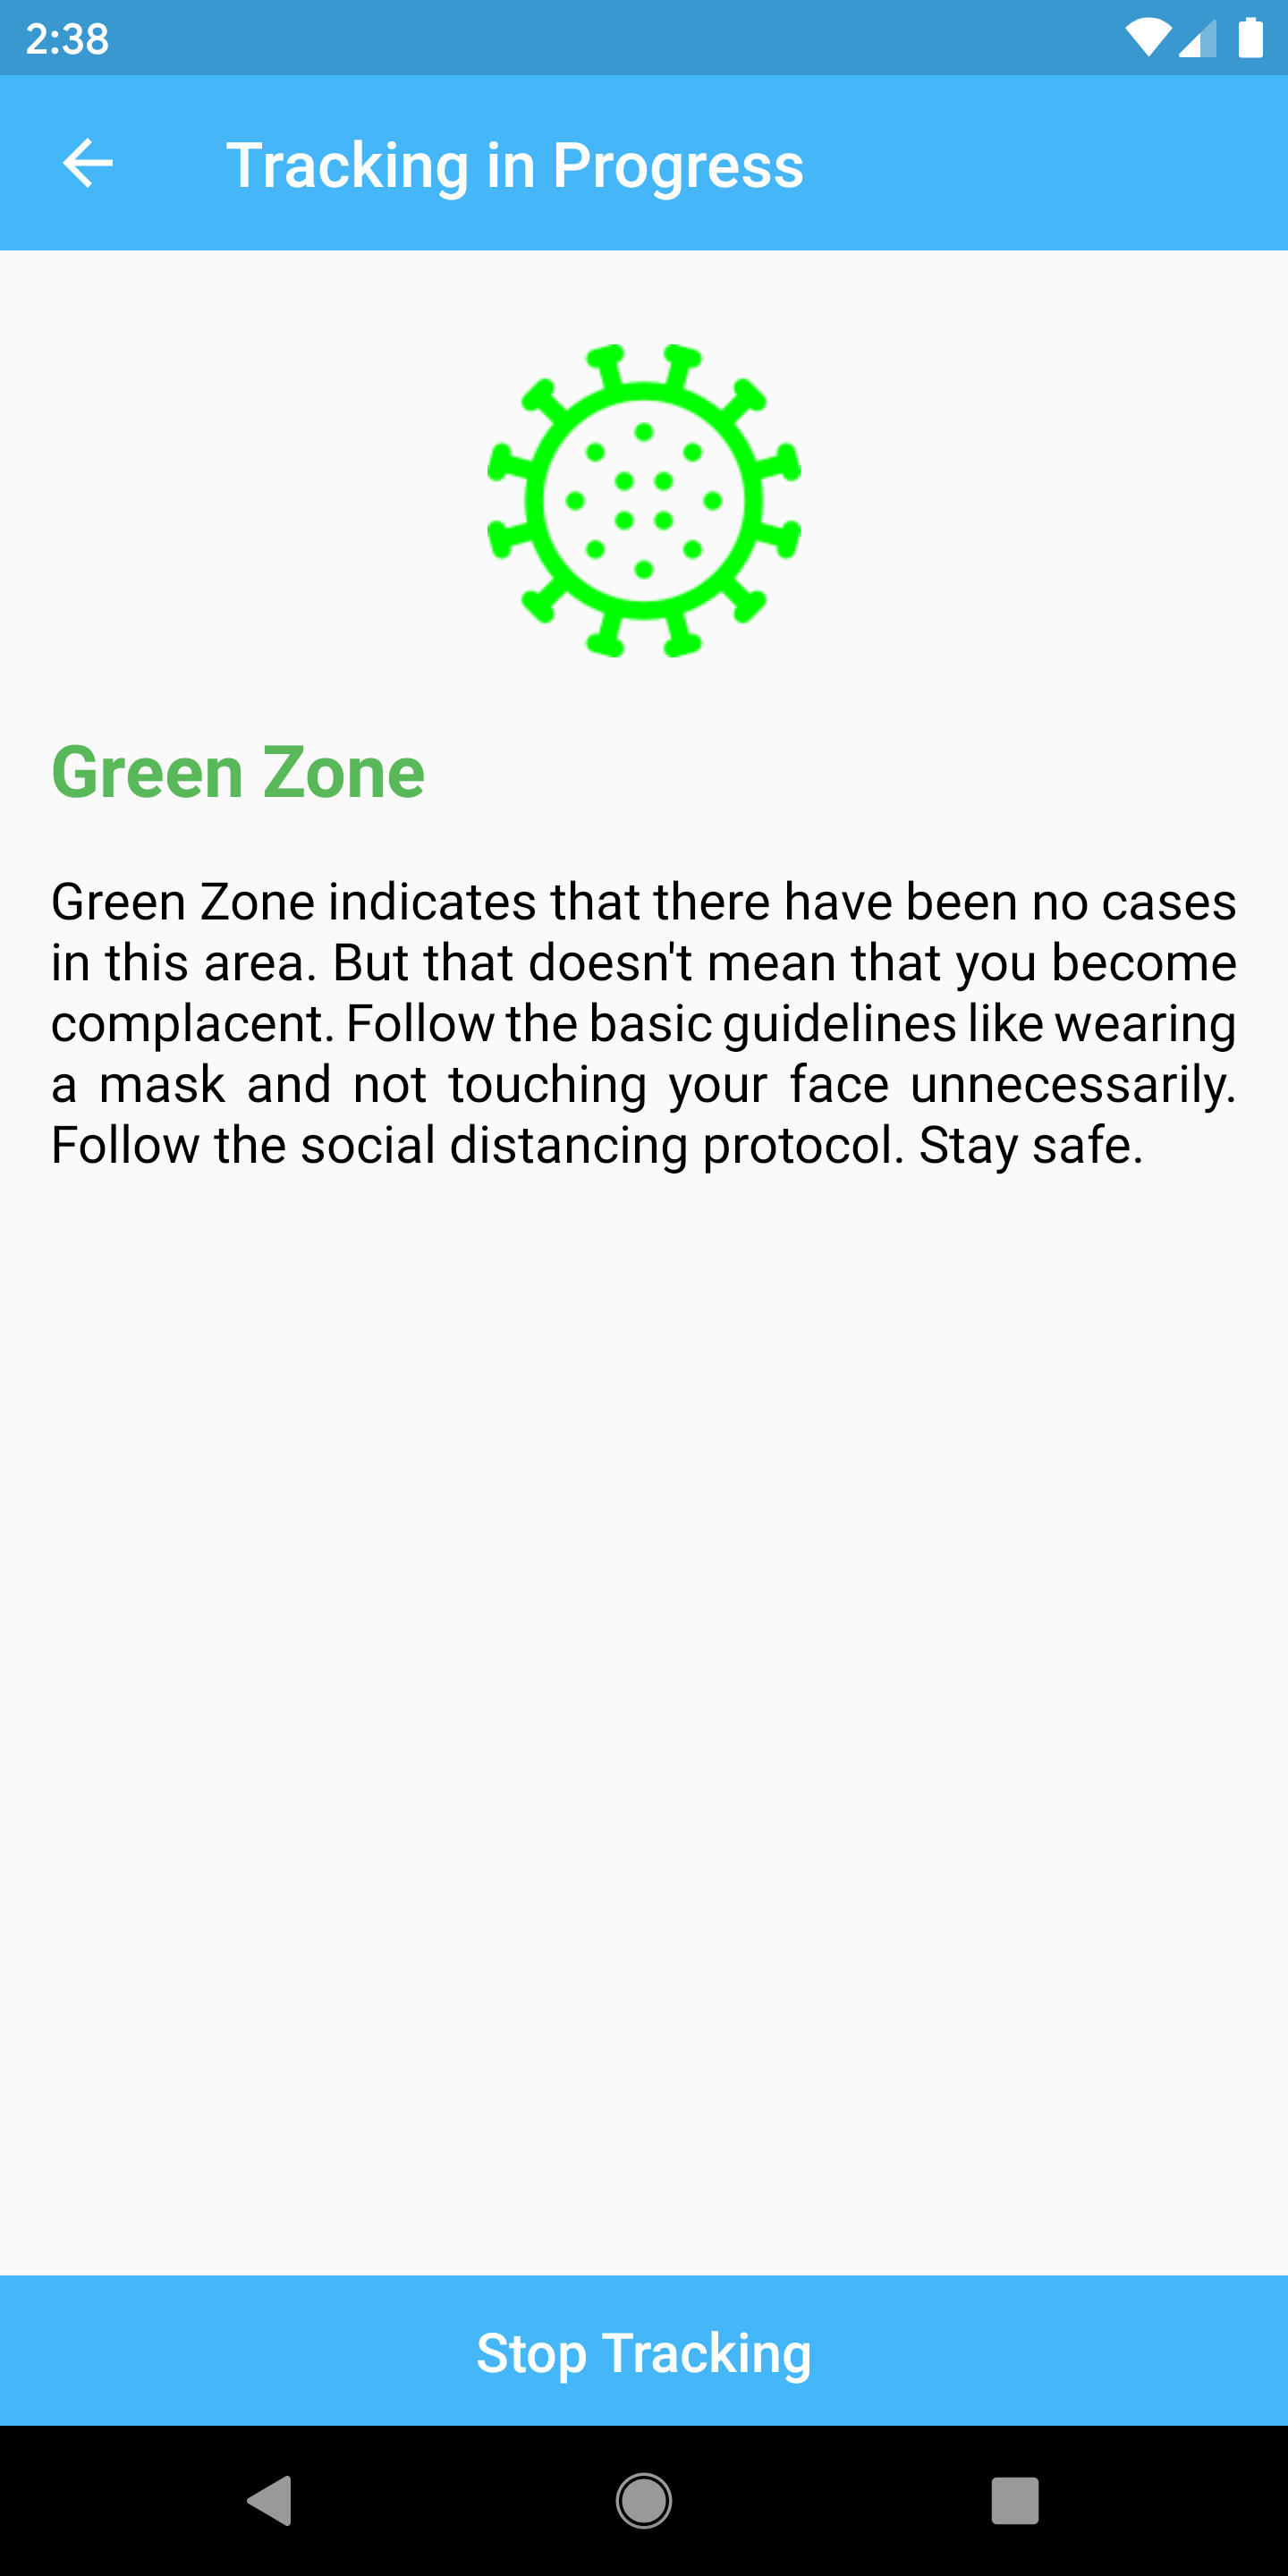 2:38
Tracking in Progress
Green Zone
Green Zone indicates that there have been no cases
in this area. But that doesn't mean that you become
complacent. Follow the basic guidelines like wearing
a mask and not touching your face unnecessarily.
Follow the social distancing protocol. Stay safe.
Stop Tracking